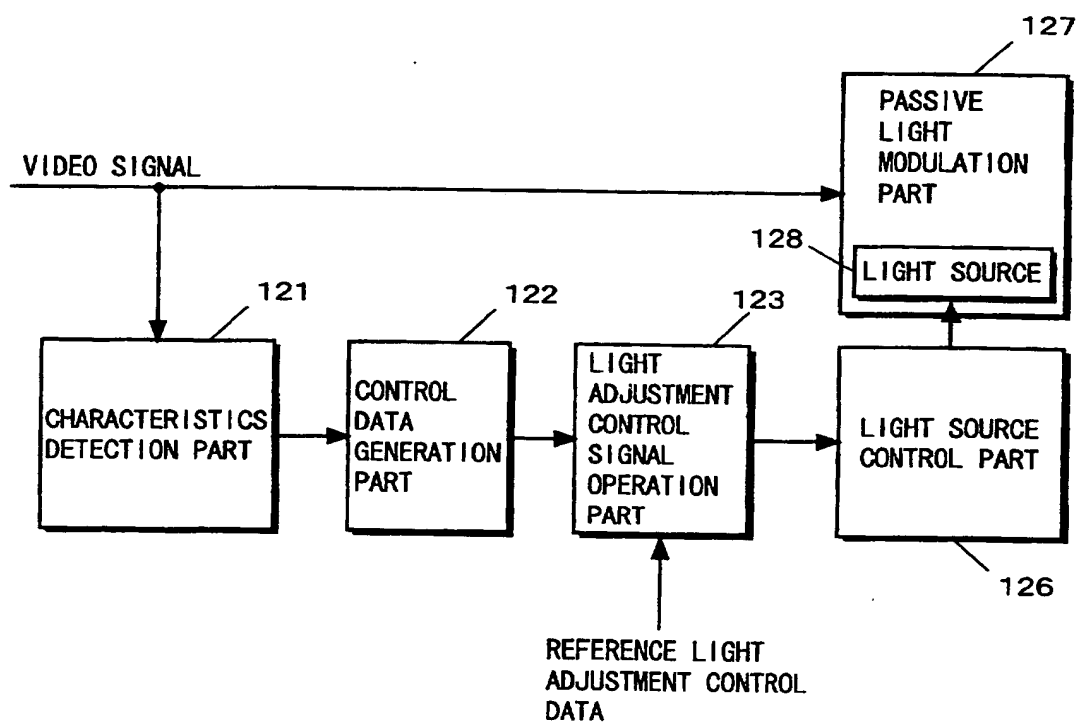 127
PASSIVE
LIGHT
MODULATION
PART
VIDEO SIGNAL
128
LIGHT SOURCE
121
122
123
CHARACTERISTICS
DETECTION PART
CONTROL
DATA
GENERATION
PART
LIGHT
ADJUSTMENT
CONTROL
SIGNAL
OPERATION
PART
LIGHT SOURCE
CONTROL PART
126
REFERENCE LIGHT
ADJUSTMENT CONTROL
DATA